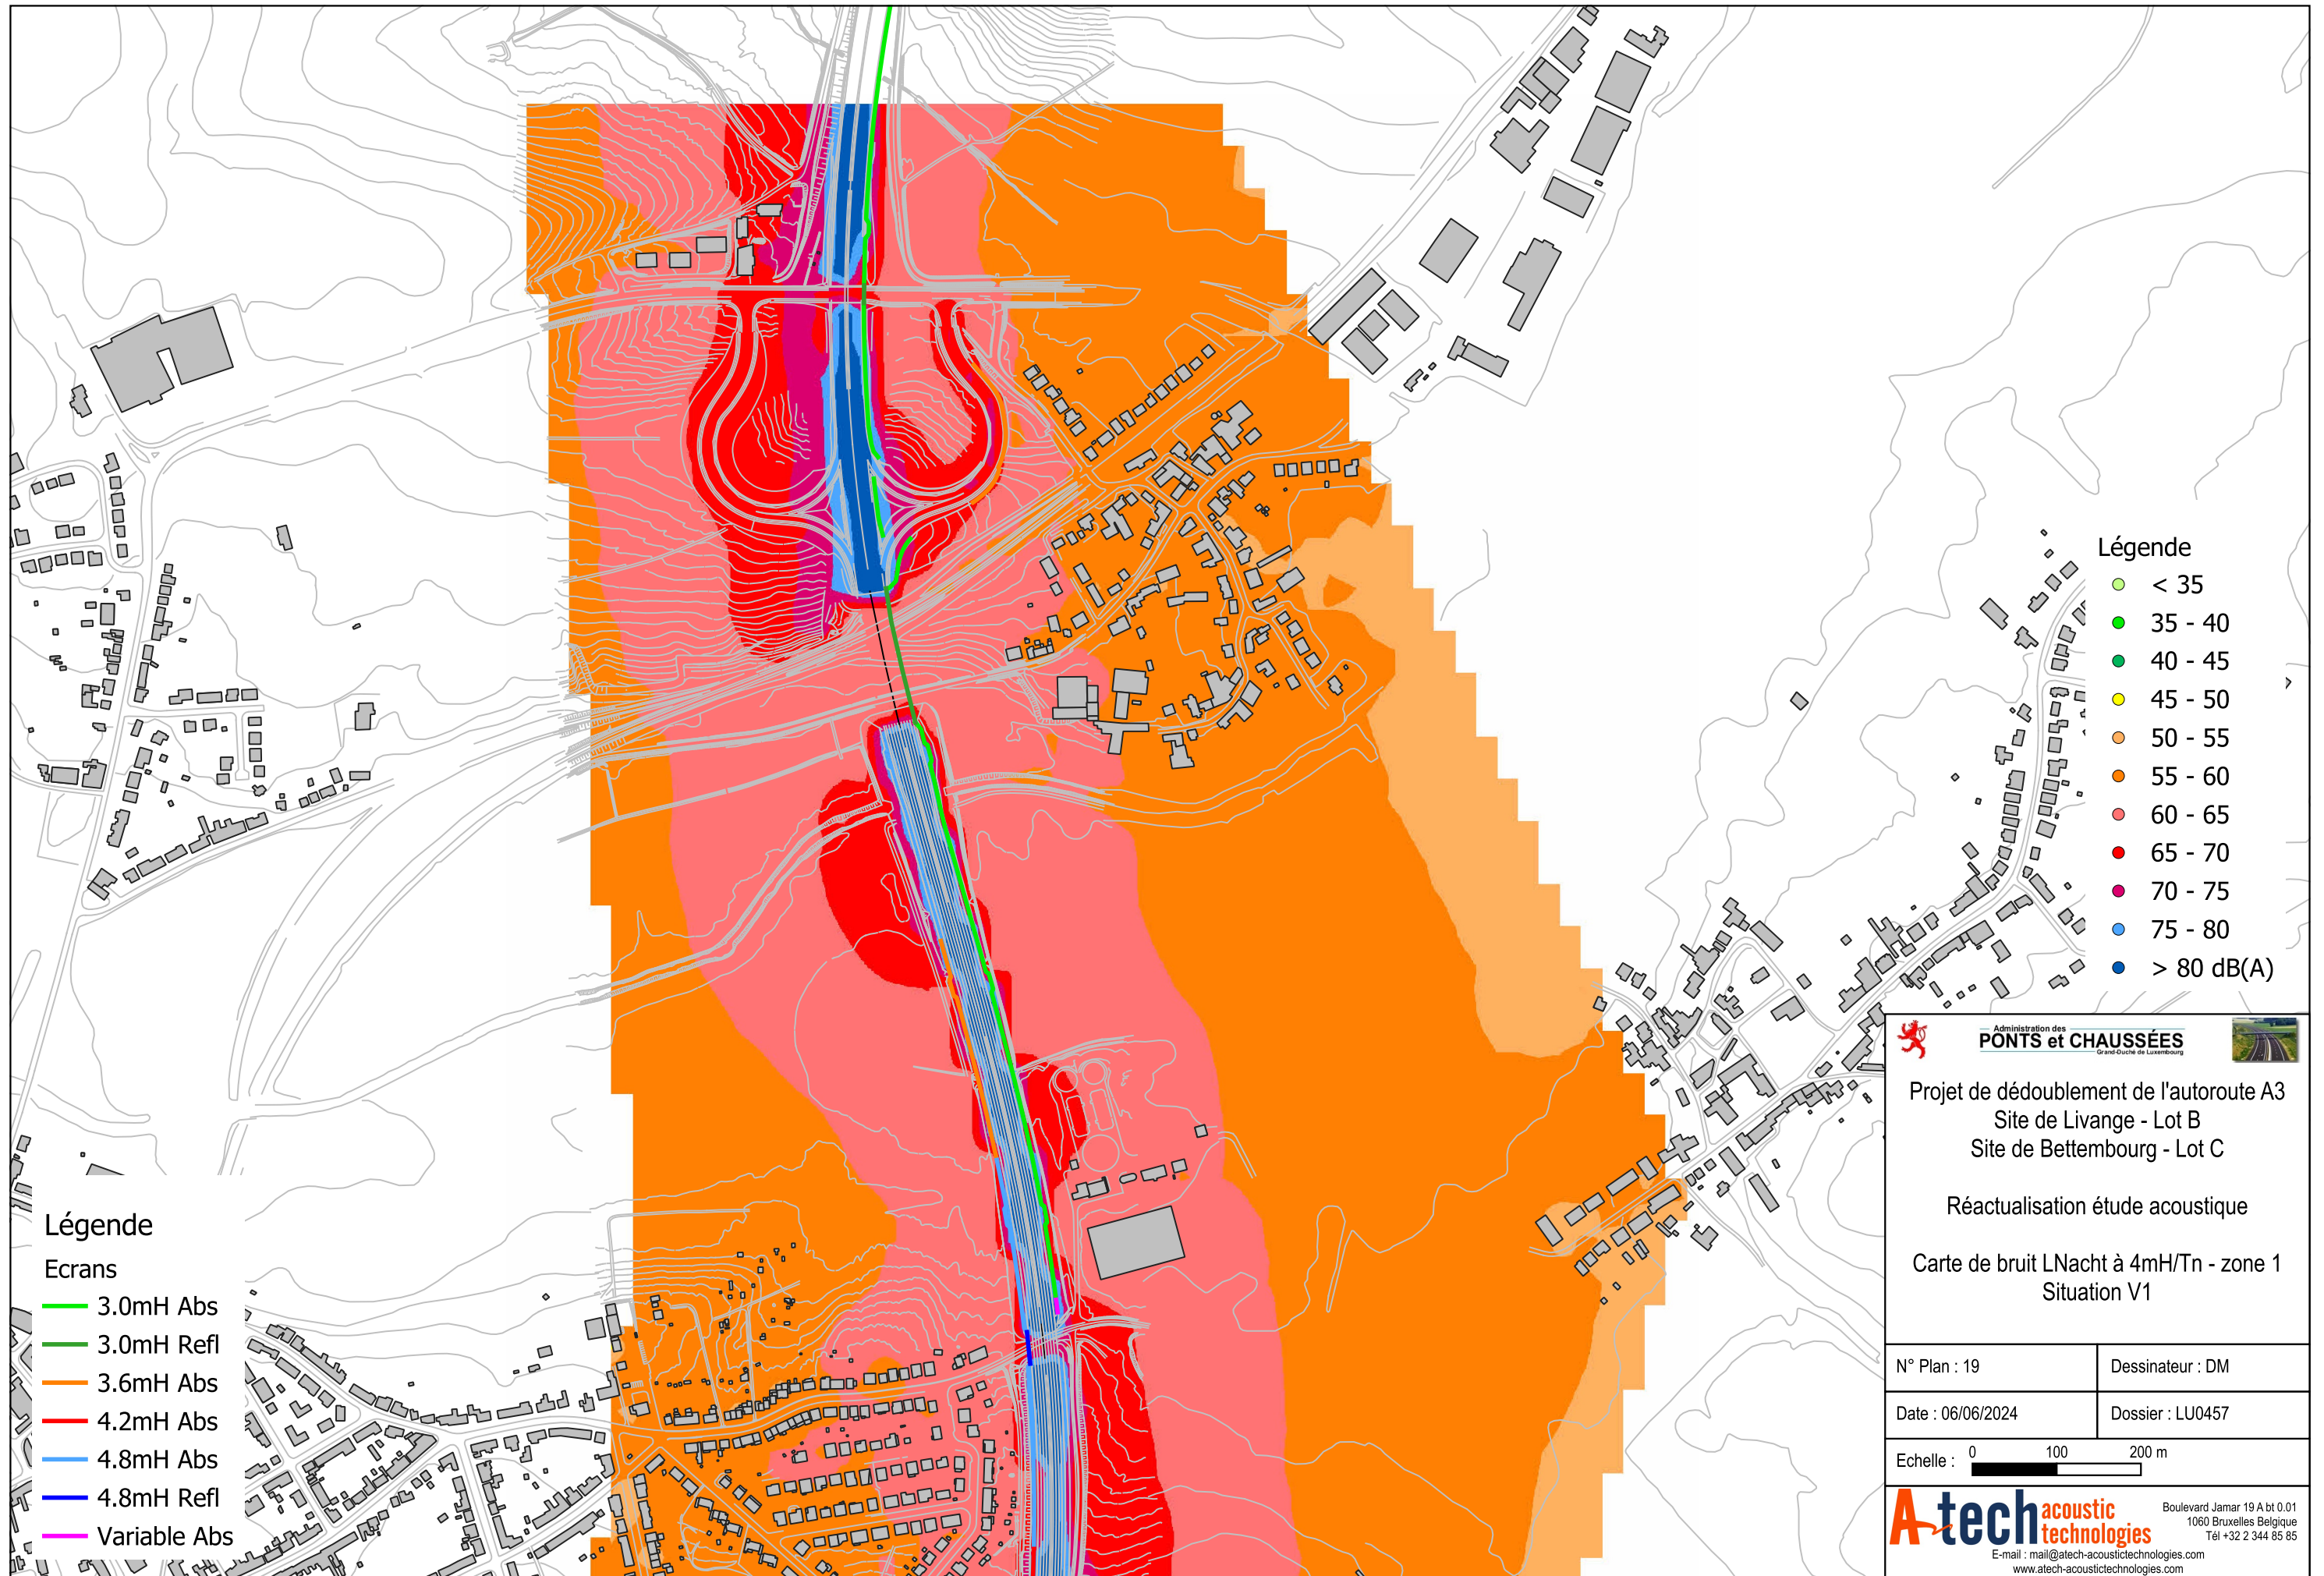 Légende
< 35
35 - 40
40 - 45
45 - 50
50 - 55
55 - 60
60 - 65
65 - 70
70 - 75
75 - 80
> 80 dB(A)
Légende
Ecrans
3.0mH Abs
3.0mH Refl
3.6mH Abs
4.2mH Abs
4.8mH Abs
4.8mH Refl
Variable Abs
Administration des
PONTS et CHAUSSÉES
Grand-Duché de Luxembourg
Projet de dédoublement de l'autoroute A3
Site de Livange - Lot B
Site de Bettembourg - Lot C
Réactualisation étude acoustique
Carte de bruit LNacht à 4mH/Tn - zone 1
Situation V1
N° Plan : 19
Dessinateur : DM
Date : 06/06/2024
Dossier : LU0457
Echelle :
0 100 200 m
A-tech acoustic technologies
Boulevard Jamar 19 A bt 0.01
1060 Bruxelles Belgique
Tél +32 2 344 85 85
E-mail : mail@atech-acoustictechnologies.com
www.atech-acoustictechnologies.com